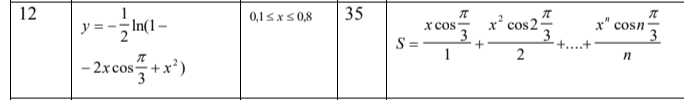 12
y = -1/2 ln(1 –
– 2x cos π/3 + x²)
0,1 ≤ x ≤ 0,8
35
S = (x cos π/3)/1 + (x² cos 2 π/3)/2 +....+ (xⁿ cos n π/3)/n